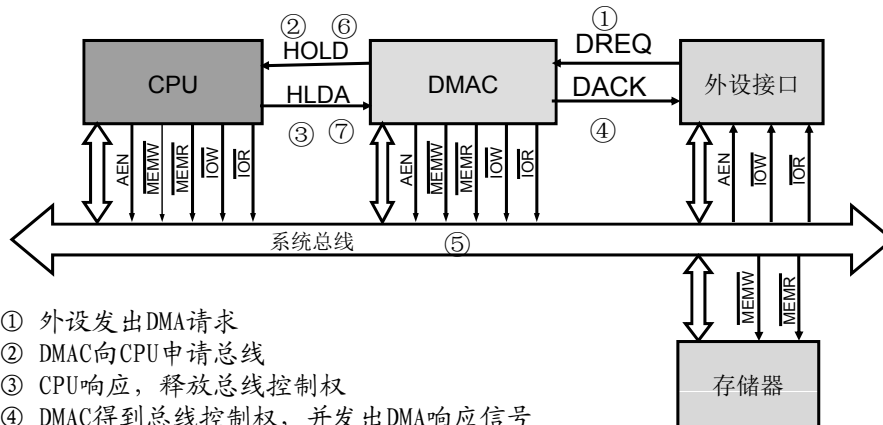 ② ⑥
①
HOLD
DREQ
CPU
DMAC
外设接口
HLDA
DACK
③ ⑦
④
AEN
MEMW
MEMR
IOW
IOR
AEN
MEMW
MEMR
IOW
IOR
AEN
IOW
IOR
系统总线
⑤
MEMW
MEMR
存储器
① 外设发出DMA请求
② DMAC向CPU申请总线
③ CPU响应，释放总线控制权
④ DMAC得到总线控制权，并发出DMA响应信号